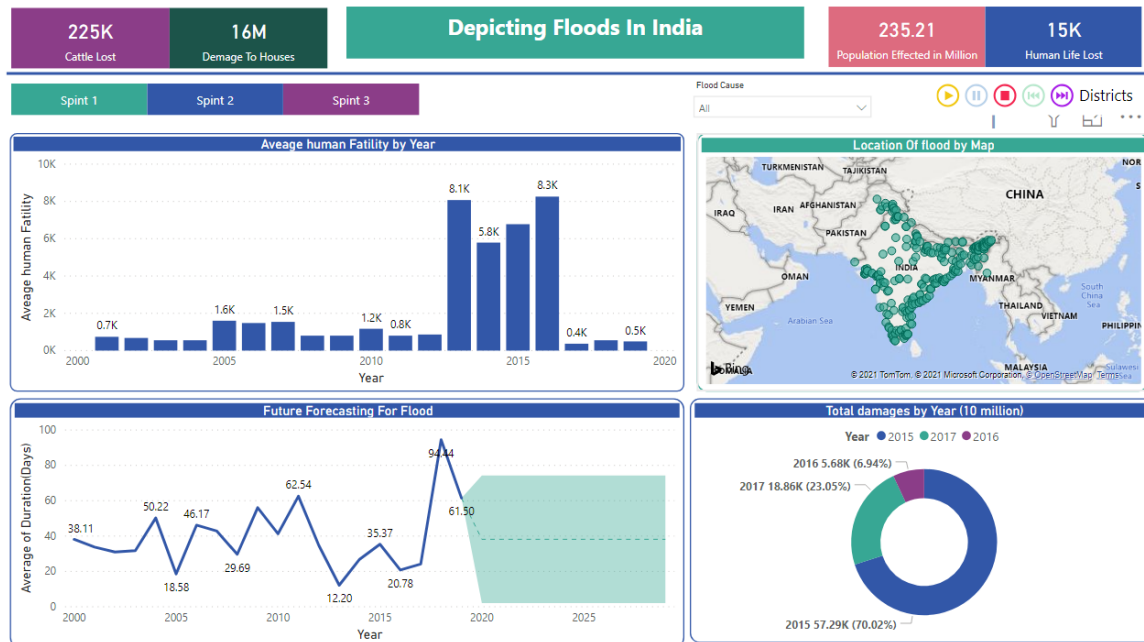 225K
Cattle Lost
16M
Damage To Houses
Depicting Floods In India
235.21
Population Effected in Million
15K
Human Life Lost
Spint 1
Spint 2
Spint 3
Flood Cause
All
Districts
Aveage human Fatility by Year
Aveage human Fatility
10K
8K
6K
4K
2K
0K
0.7K
1.6K
1.5K
1.2K
0.8K
8.1K
5.8K
8.3K
0.4K
0.5K
2000
2005
2010
2015
2020
Year
Location Of flood by Map
TURKMENISTAN
TAJIKISTAN
NOR
CHINA
S
IRAQ
IRAN
AFGHANISTAN
PAKISTAN
INDIA
OMAN
MYANMAR
YEMEN
THAILAND
South
China
Sea
VIETNAM
Arabian Sea
PHILIPPIN
MALAYSIA
Sulawesi
Sea
Bing
© 2021 TomTom, © 2021 Microsoft Corporation, © OpenStreetMap Terms
Future Forecasting For Flood
Average of Duration(Days)
100
80
60
40
20
0
38.11
50.22
18.58
46.17
29.69
62.54
12.20
35.37
20.78
94.44
61.50
2000
2005
2010
2015
2020
2025
Year
Total damages by Year (10 million)
Year 2015 2017 2016
2016 5.68K (6.94%)
2017 18.86K (23.05%)
2015 57.29K (70.02%)